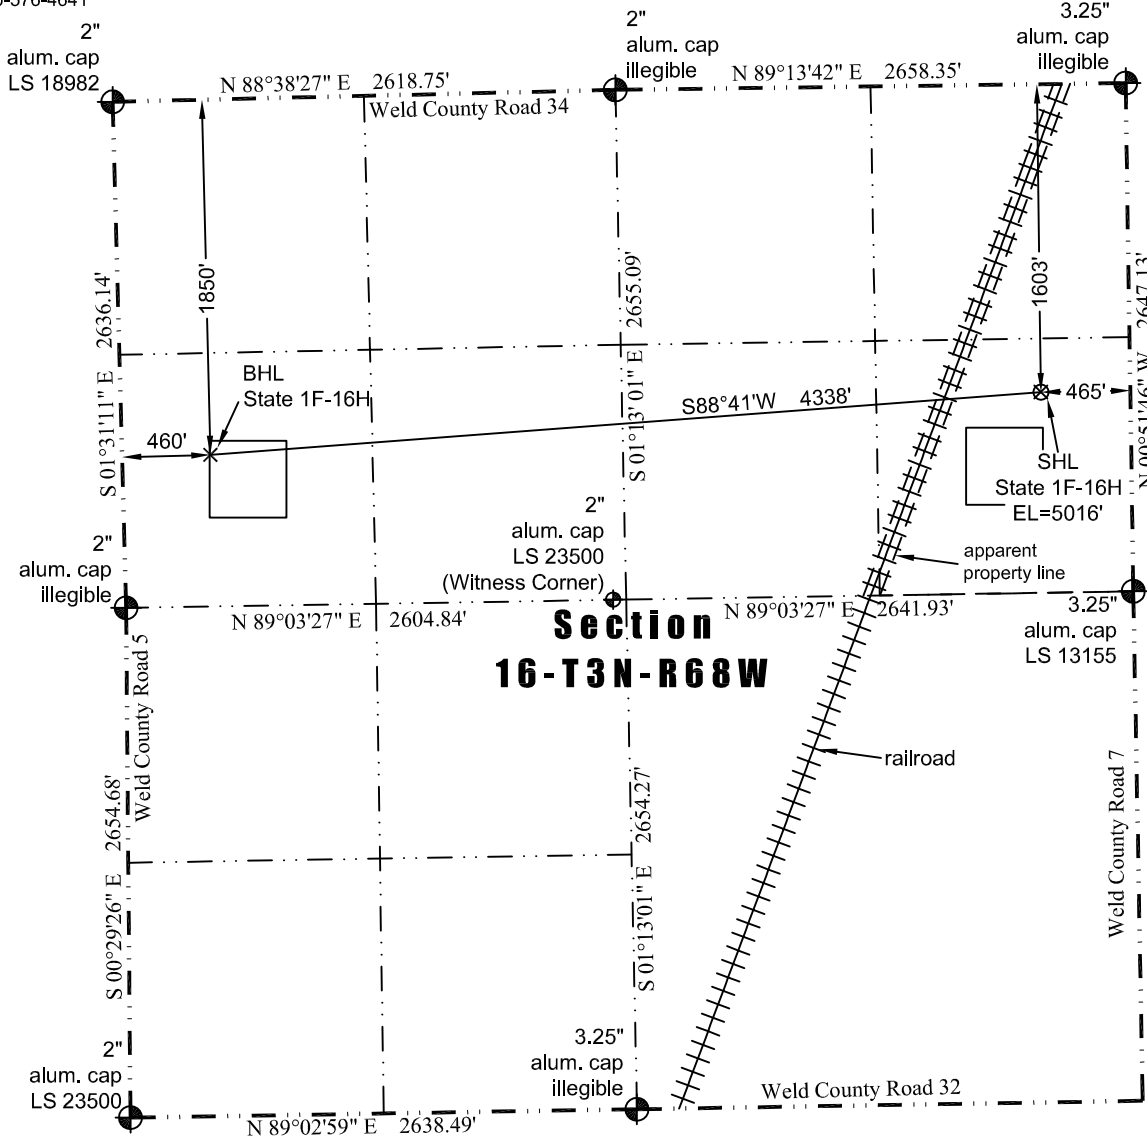 2"
alum. cap
LS 18982
N 88°38'27" E 2618.75'
Weld County Road 34
2"
alum. cap
illegible
N 89°13'42" E 2658.35'
3.25"
alum. cap
illegible
1850'
1603'
S 01°31'11" E 2636.14'
S 01°13' 01" E 2655.09'
N 00°51'46" W 2647.13'
BHL
State 1F-16H
460'
S88°41'W 4338'
465'
SHL
State 1F-16H
EL=5016'
2"
alum. cap
LS 23500
(Witness Corner)
2"
alum. cap
illegible
apparent
property line
N 89°03'27" E 2604.84'
N 89°03'27" E 2641.93'
3.25"
alum. cap
LS 13155
Section
16-T3N-R68W
Weld County Road 5
railroad
Weld County Road 7
S 00°29'26" E 2654.68'
S 01°13'01" E 2654.27'
2"
alum. cap
LS 23500
3.25"
alum. cap
illegible
Weld County Road 32
N 89°02'59" E 2638.49'